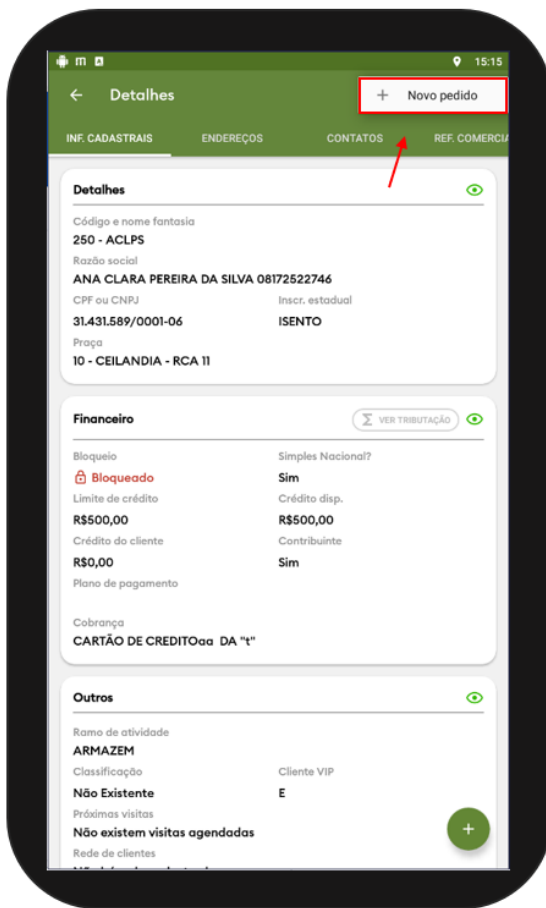 15:15
Detalhes
+ Novo pedido
INF. CADASTRAIS ENDEREÇOS CONTATOS REF. COMERCIA
Detalhes
Código e nome fantasia
250 - ACLPS
Razão social
ANA CLARA PEREIRA DA SILVA 08172522746
CPF ou CNPJ Inscr. estadual
31.431.589/0001-06 ISENTO
Praça
10 - CEILANDIA - RCA 11
Financeiro Σ VER TRIBUTAÇÃO
Bloqueio Simples Nacional?
Bloqueado Sim
Limite de crédito Crédito disp.
R$500,00 R$500,00
Crédito do cliente Contribuinte
R$0,00 Sim
Plano de pagamento
Cobrança
CARTÃO DE CREDITOaa DA "t"
Outros
Ramo de atividade
ARMAZEM
Classificação Cliente VIP
Não Existente E
Próximas visitas
Não existem visitas agendadas
Rede de clientes